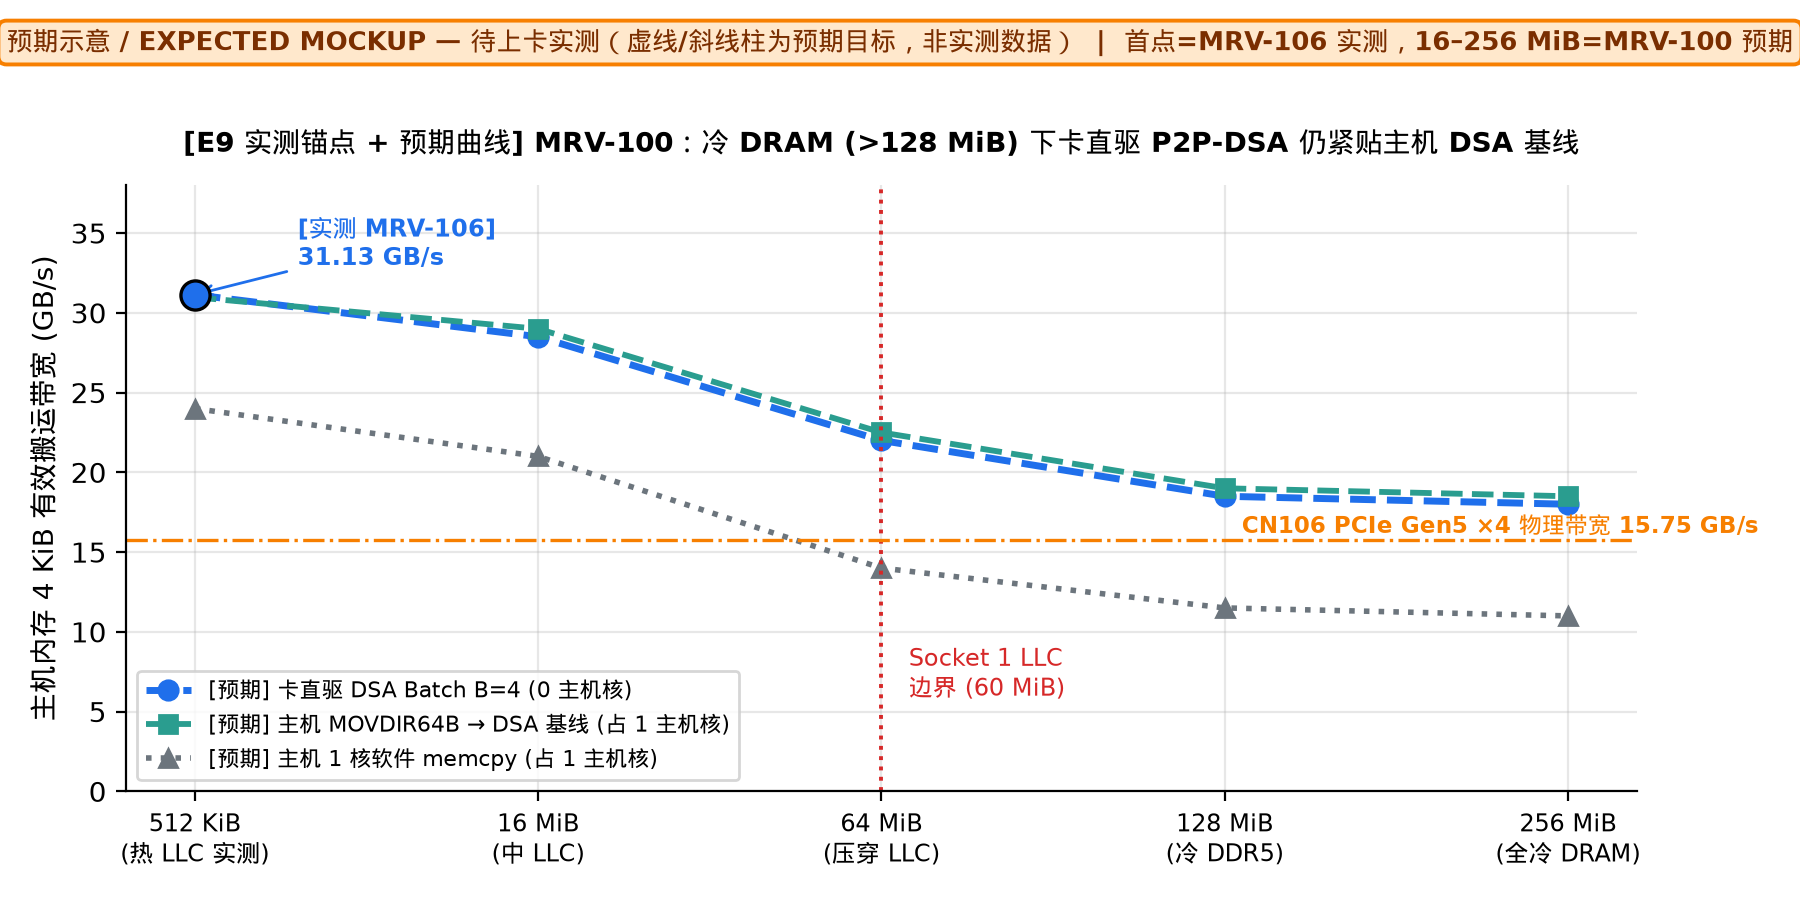 预期示意 / EXPECTED MOCKUP — 待上卡实测（虚线/斜线柱为预期目标，非实测数据） | 首点=MRV-106 实测，16–256 MiB=MRV-100 预期
[E9 实测锚点 + 预期曲线] MRV-100：冷 DRAM (>128 MiB) 下卡直驱 P2P-DSA 仍紧贴主机 DSA 基线
主机内存 4 KiB 有效搬运带宽 (GB/s)
35
30
25
20
15
10
5
0
[实测 MRV-106]
31.13 GB/s
CN106 PCIe Gen5 ×4 物理带宽 15.75 GB/s
Socket 1 LLC
边界 (60 MiB)
[预期] 卡直驱 DSA Batch B=4 (0 主机核)
[预期] 主机 MOVDIR64B → DSA 基线 (占 1 主机核)
[预期] 主机 1 核软件 memcpy (占 1 主机核)
512 KiB
(热 LLC 实测)
16 MiB
(中 LLC)
64 MiB
(压穿 LLC)
128 MiB
(冷 DDR5)
256 MiB
(全冷 DRAM)